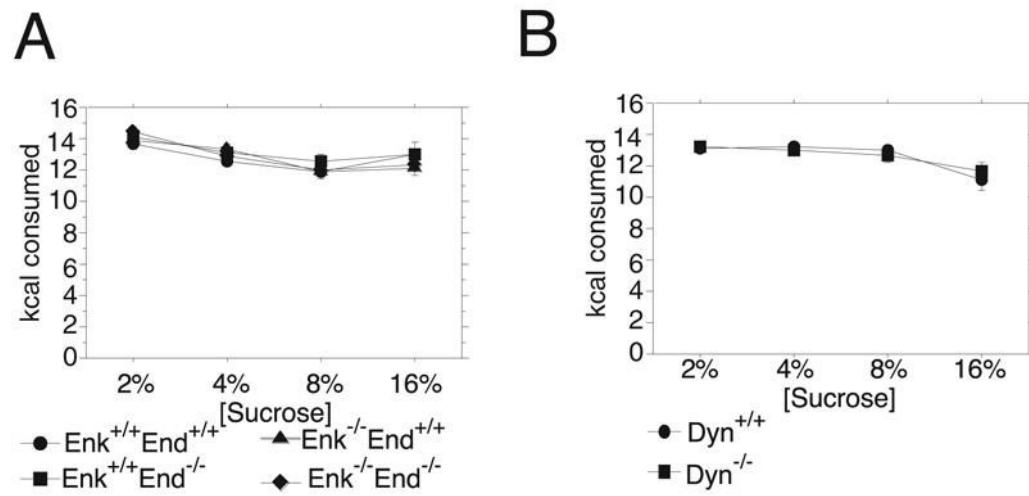 A
kcal consumed
16
14
12
10
8
6
4
2
0
2% 4% 8% 16%
[Sucrose]
Enk+/+End+/+ Enk-/-End+/+
Enk+/+End-/- Enk-/-End-/-
B
kcal consumed
16
14
12
10
8
6
4
2
0
2% 4% 8% 16%
[Sucrose]
Dyn+/+
Dyn-/-